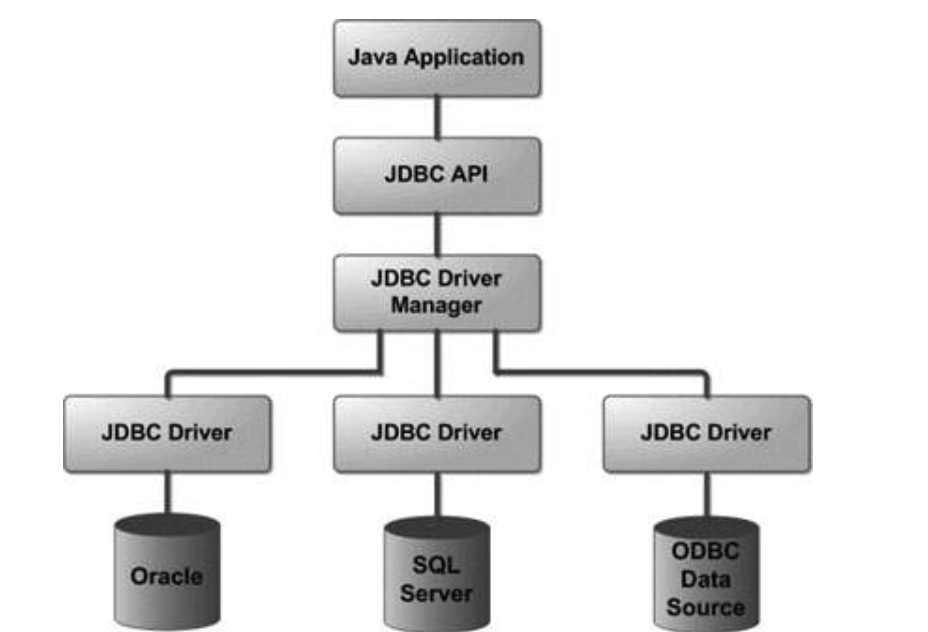 Java Application
JDBC API
JDBC Driver
Manager
JDBC Driver
JDBC Driver
JDBC Driver
Oracle
SQL
Server
ODBC
Data
Source